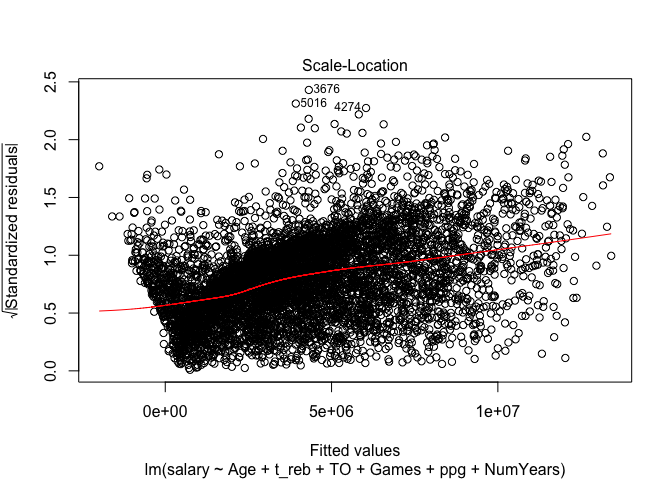 Scale-Location
√|Standardized residuals|
2.5
2.0
1.5
1.0
0.5
0.0
3676
5016
4274
0e+00 5e+06 1e+07
Fitted values
lm(salary ~ Age + t_reb + TO + Games + ppg + NumYears)